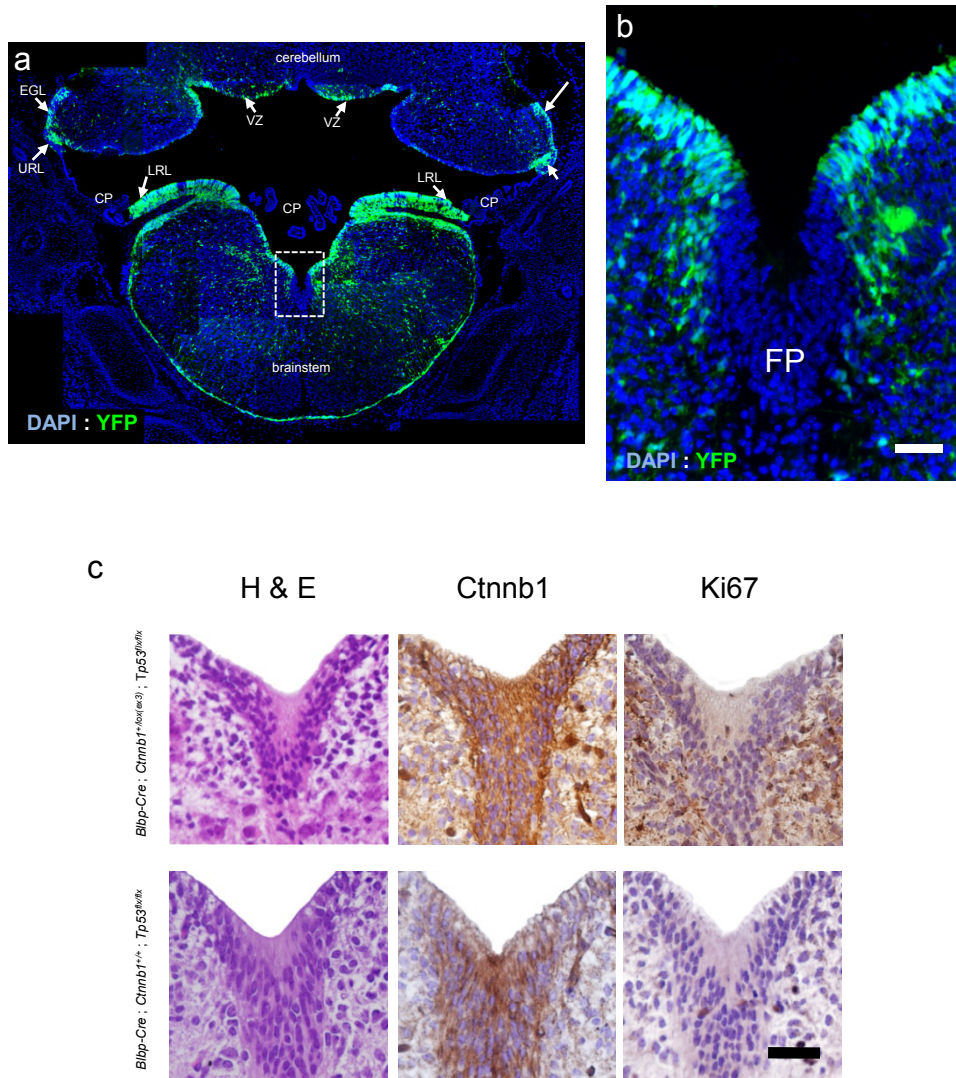 a
cerebellum
EGL
VZ
VZ
URL
LRL
LRL
CP
CP
CP
brainstem
DAPI : YFP
b
FP
DAPI : YFP
c
H & E
Ctnnb1
Ki67
Blbp-Cre ; Ctnnb1+/lox(ex3) ; Tp53flx/flx
Blbp-Cre ; Ctnnb1+/+ ; Tp53flx/flx